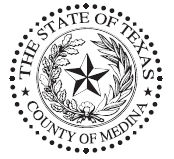 THE STATE OF TEXAS
COUNTY OF MEDINA